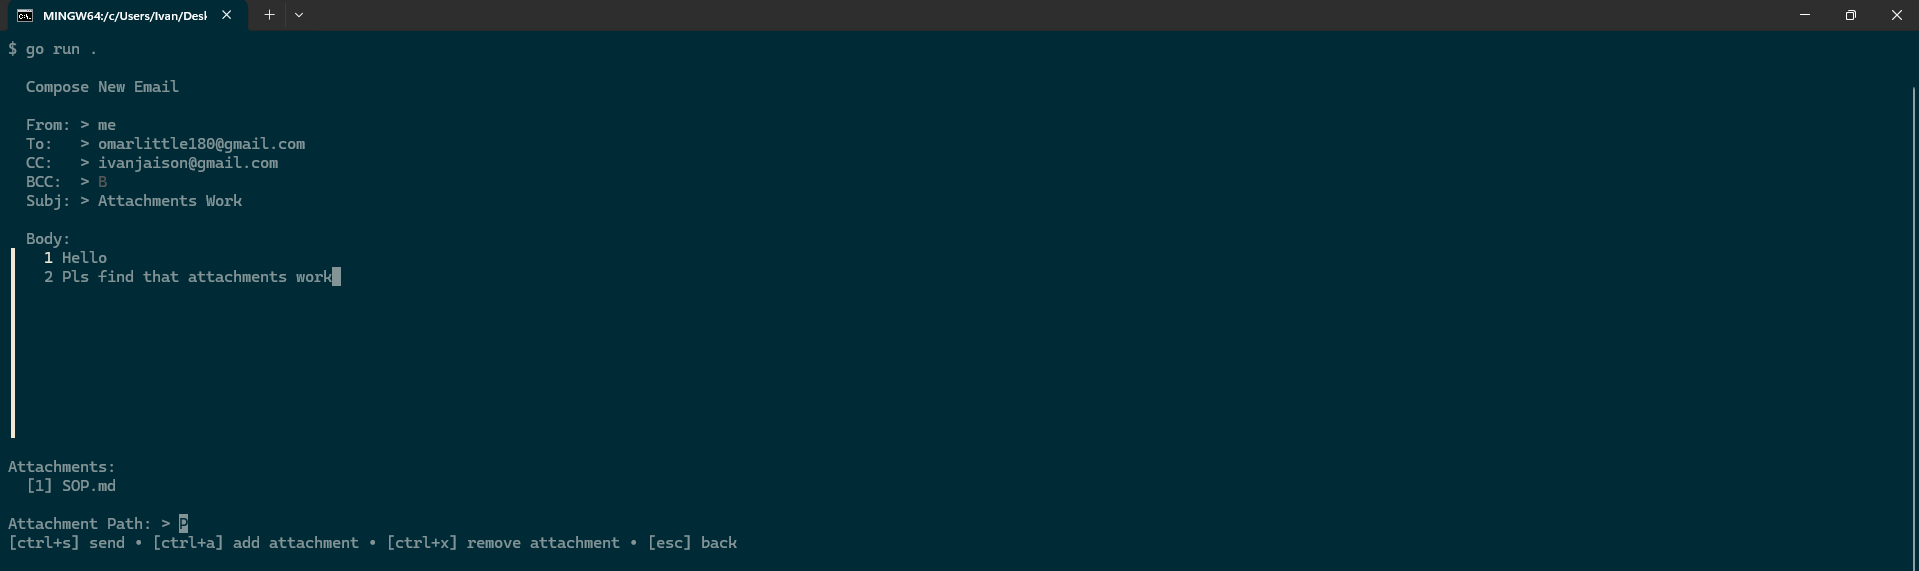 MINGW64:/c/Users/Ivan/Desk
$ go run .
Compose New Email
From: > me
To: > omarlittle180@gmail.com
CC: > ivanjaison@gmail.com
BCC: > B
Subj: > Attachments Work
Body:
1 Hello
2 Pls find that attachments work
Attachments:
[1] SOP.md
Attachment Path: > P
[ctrl+s] send • [ctrl+a] add attachment • [ctrl+x] remove attachment • [esc] back